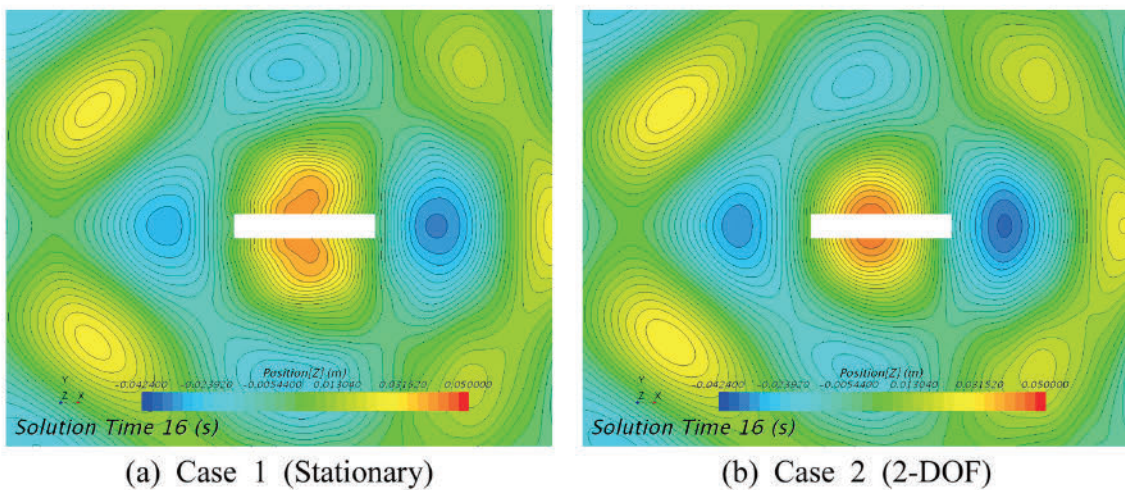 Position[Z] (m)
-0.042400 -0.023920 -0.0054400 0.013040 0.031520 0.050000
Y
Z X
Solution Time 16 (s)
(a) Case 1 (Stationary)
Position[Z] (m)
-0.042400 -0.023920 -0.0054400 0.013040 0.031520 0.050000
Y
Z X
Solution Time 16 (s)
(b) Case 2 (2-DOF)